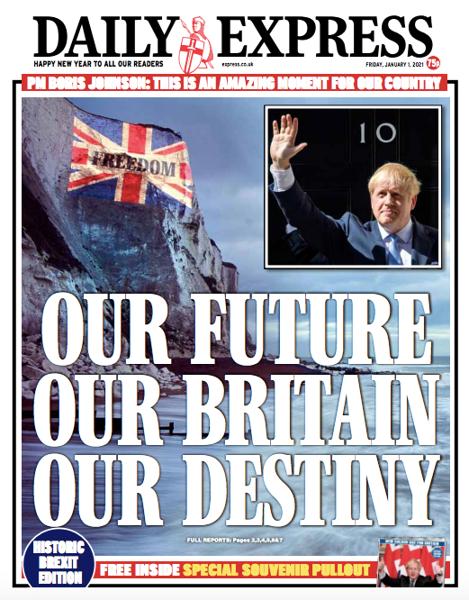 DAILY EXPRESS
HAPPY NEW YEAR TO ALL OUR READERS
express.co.uk
FRIDAY, JANUARY 1, 2021
75p
PM BORIS JOHNSON: THIS IS AN AMAZING MOMENT FOR OUR COUNTRY
FREEDOM
10
OUR FUTURE
OUR BRITAIN
OUR DESTINY
FULL REPORTS: Pages 2,3,4,5,6&7
HISTORIC
BREXIT
EDITION
FREE INSIDE SPECIAL SOUVENIR PULLOUT